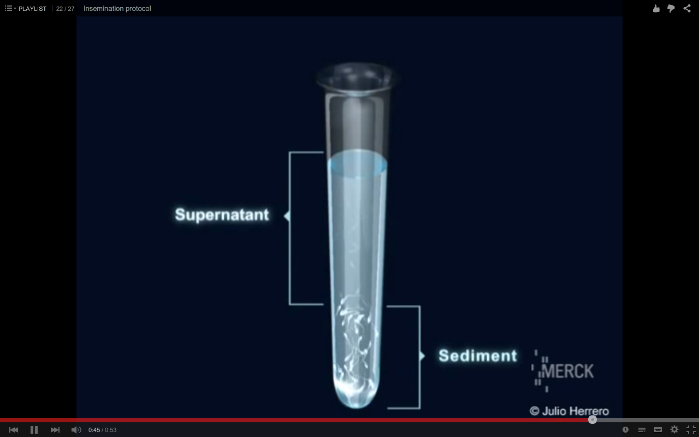 PLAYLIST 22 / 27 Insemination protocol
Supernatant
Sediment
MERCK
© Julio Herrero
0:45 / 0:53